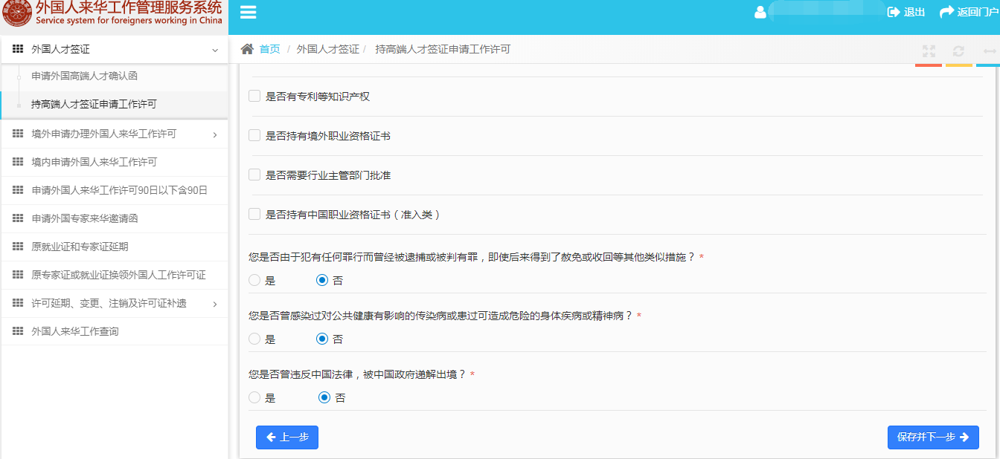 外国人来华工作管理服务系统
Service system for foreigners working in China
退出
返回门户
外国人才签证
申请外国高端人才确认函
持高端人才签证申请工作许可
境外申请办理外国人来华工作许可
境内申请外国人来华工作许可
申请外国人来华工作许可90日以下含90日
申请外国专家来华邀请函
原就业证和专家证延期
原专家证或就业证换领外国人工作许可证
许可延期、变更、注销及许可证补遗
外国人来华工作查询
首页 / 外国人才签证 / 持高端人才签证申请工作许可
是否有专利等知识产权
是否持有境外职业资格证书
是否需要行业主管部门批准
是否持有中国职业资格证书（准入类）
您是否由于犯有任何罪行而曾经被逮捕或被判有罪，即使后来得到了赦免或收回等其他类似措施？ *
是 否
您是否曾感染过对公共健康有影响的传染病或患过可造成危险的身体疾病或精神病？ *
是 否
您是否曾违反中国法律，被中国政府递解出境？ *
是 否
上一步
保存并下一步